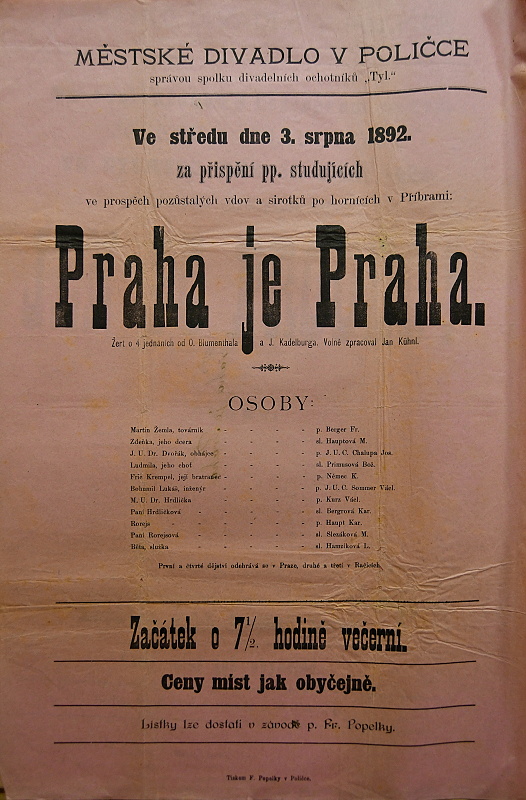 MĚSTSKÉ DIVADLO V POLIČCE
správou spolku divadelních ochotníků „Tyl.“
Ve středu dne 3. srpna 1892.
za přispění pp. studujících
ve prospěch pozůstalých vdov a sirotků po hornících v Příbrami:
Praha je Praha.
Žert o 4 jednáních od O. Blumenthala a J. Kadelburga. Volně zpracoval Jan Kühnl.
OSOBY:
Martin Žemla, továrník - - - - p. Berger Fr.
Zdeňka, jeho dcera - - - - sl. Hauptová M.
J. U. Dr. Dvořák, obhájce - - - - p. J. U. C. Chalupa Jos.
Ludmila, jeho choť - - - - sl. Primusová Bož.
Fric Krempel, její bratranec - - - - p. Němec K.
Bohumil Lukáš, inženýr - - - - p. J. U. C. Sommer Václ.
M. U. Dr. Hrdlička - - - - p. Kurz Václ.
Paní Hrdličková - - - - sl. Bergrová Kar.
Rorejs - - - - - p. Haupt Kar.
Paní Rorejsová - - - - sl. Slezáková M.
Běta, služka - - - - sl. Hamzíková L.
První a čtvrté dějství odehrává se v Praze, druhé a třetí v Račicích.
Začátek o 7½. hodině večerní.
Ceny míst jak obyčejně.
Lístky lze dostati v závodě p. Fr. Popelky.
Tiskem F. Popelky v Poličce.